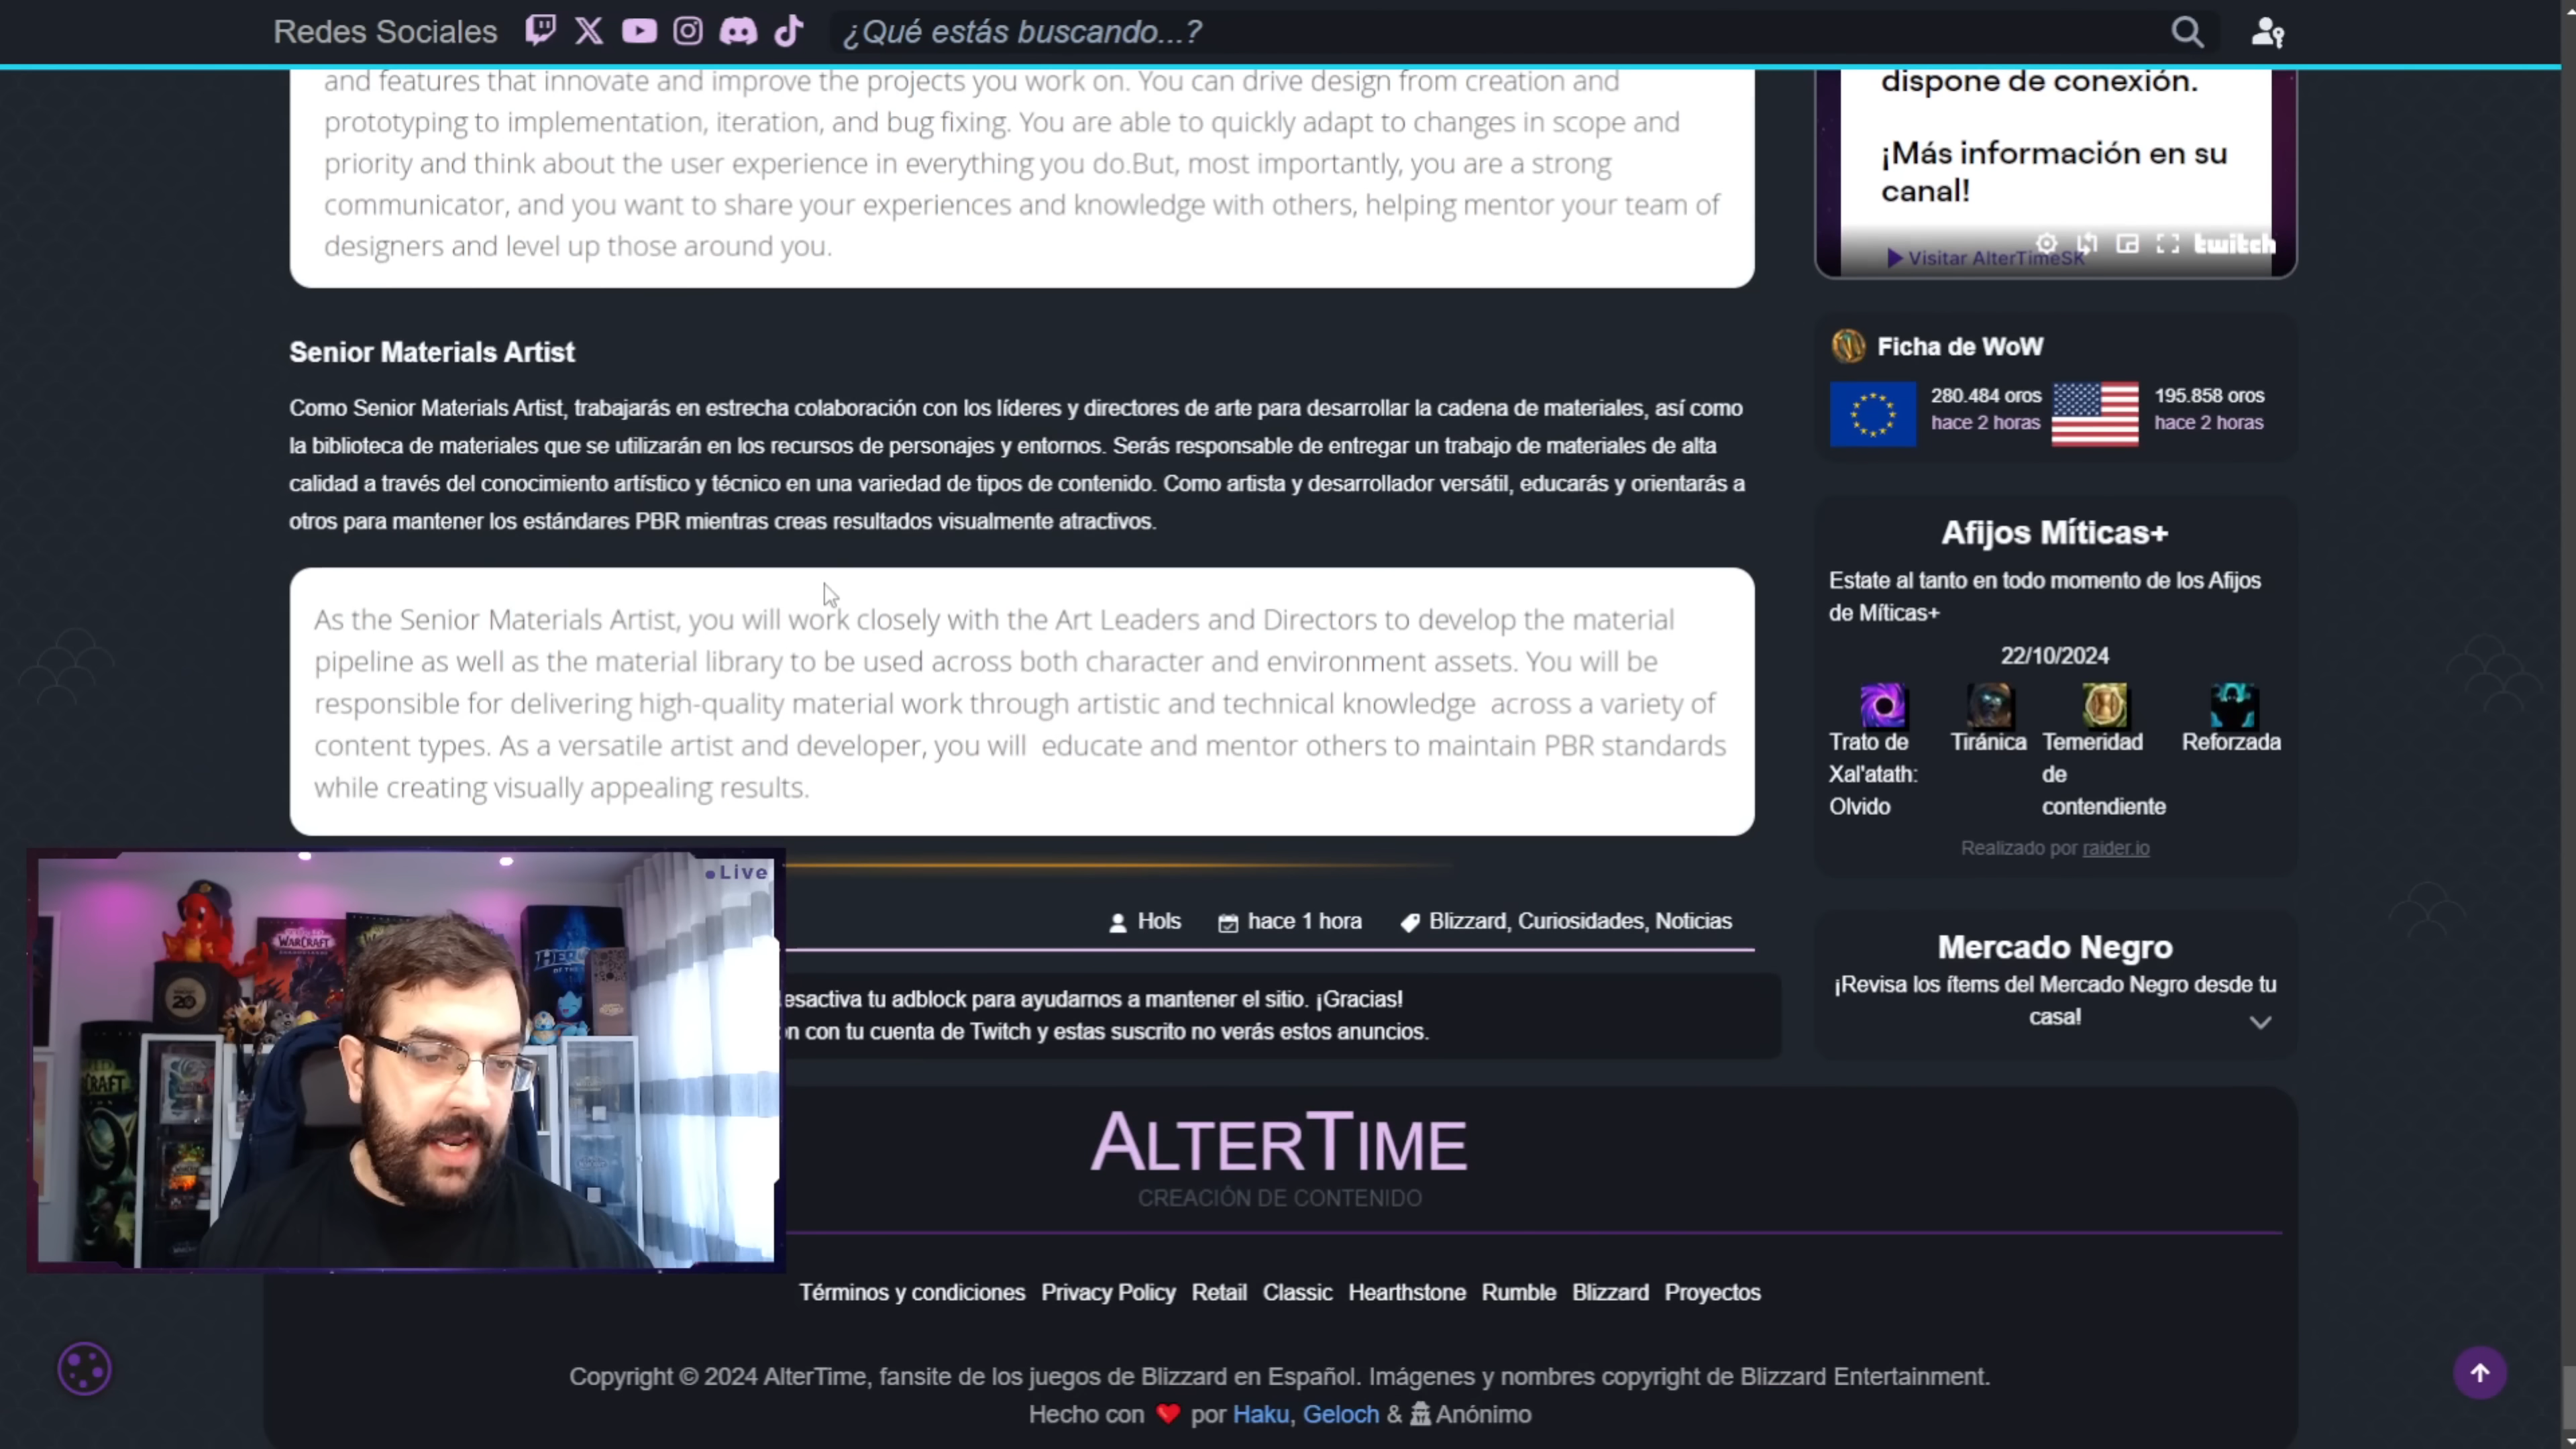 Redes Sociales
¿Qué estás buscando...?
and features that innovate and improve the projects you work on. You can drive design from creation and
prototyping to implementation, iteration, and bug fixing. You are able to quickly adapt to changes in scope and
priority and think about the user experience in everything you do.But, most importantly, you are a strong
communicator, and you want to share your experiences and knowledge with others, helping mentor your team of
designers and level up those around you.
Senior Materials Artist
Como Senior Materials Artist, trabajarás en estrecha colaboración con los líderes y directores de arte para desarrollar la cadena de materiales, así como
la biblioteca de materiales que se utilizarán en los recursos de personajes y entornos. Serás responsable de entregar un trabajo de materiales de alta
calidad a través del conocimiento artístico y técnico en una variedad de tipos de contenido. Como artista y desarrollador versátil, educarás y orientarás a
otros para mantener los estándares PBR mientras creas resultados visualmente atractivos.
As the Senior Materials Artist, you will work closely with the Art Leaders and Directors to develop the material
pipeline as well as the material library to be used across both character and environment assets. You will be
responsible for delivering high-quality material work through artistic and technical knowledge across a variety of
content types. As a versatile artist and developer, you will educate and mentor others to maintain PBR standards
while creating visually appealing results.
Hols
hace 1 hora
Blizzard, Curiosidades, Noticias
esactiva tu adblock para ayudarnos a mantener el sitio. ¡Gracias!
ón con tu cuenta de Twitch y estas suscrito no verás estos anuncios.
dispone de conexión.
¡Más información en su
canal!
Visitar AlterTimeSK
twitch
Ficha de WoW
280.484 oros
hace 2 horas
195.858 oros
hace 2 horas
Afijos Míticas+
Estate al tanto en todo momento de los Afijos
de Míticas+
22/10/2024
Trato de
Xal'atath:
Olvido
Tiránica
Temeridad
de
contendiente
Reforzada
Realizado por raider.io
Mercado Negro
¡Revisa los ítems del Mercado Negro desde tu
casa!
Live
WARCRAFT
20
HERO
OF THE
CRAFT
ALTERTIME
CREACIÓN DE CONTENIDO
Términos y condiciones Privacy Policy Retail Classic Hearthstone Rumble Blizzard Proyectos
Copyright © 2024 AlterTime, fansite de los juegos de Blizzard en Español. Imágenes y nombres copyright de Blizzard Entertainment.
Hecho con ❤ por Haku, Geloch & Anónimo